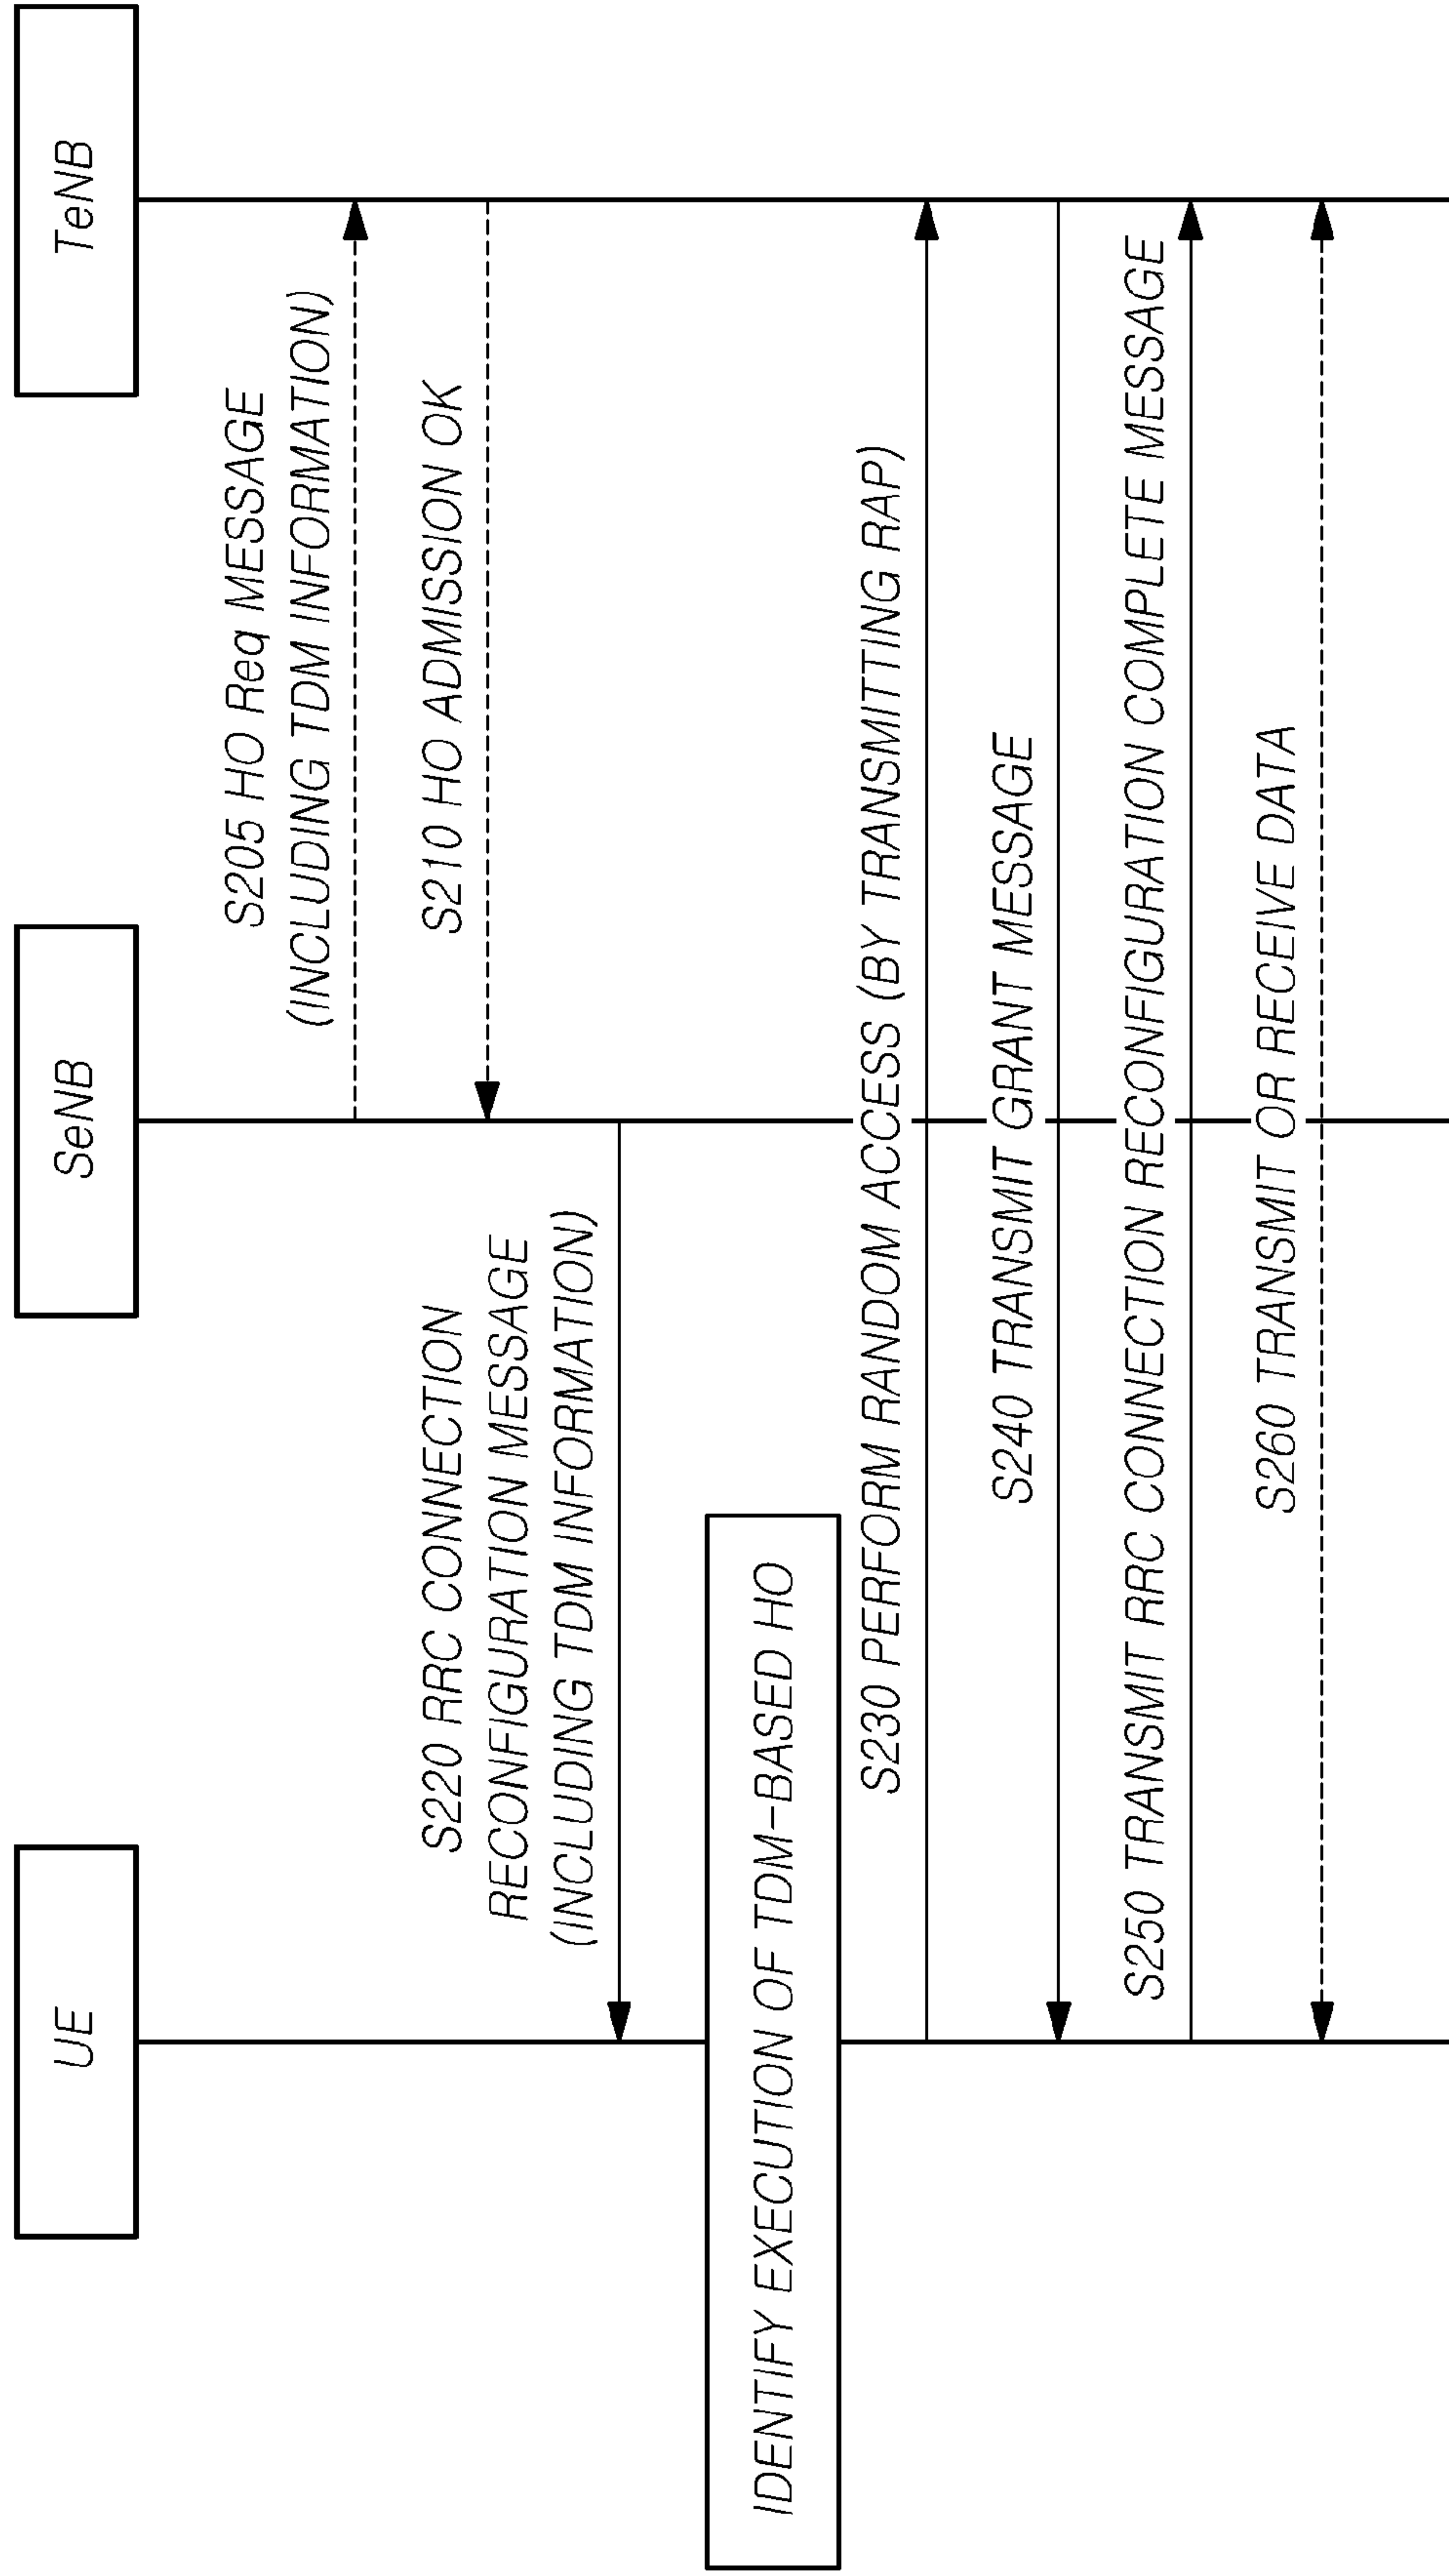 UE
SeNB
TeNB
S205 HO Req MESSAGE
(INCLUDING TDM INFORMATION)
S210 HO ADMISSION OK
S220 RRC CONNECTION
RECONFIGURATION MESSAGE
(INCLUDING TDM INFORMATION)
IDENTIFY EXECUTION OF TDM-BASED HO
S230 PERFORM RANDOM ACCESS (BY TRANSMITTING RAP)
S240 TRANSMIT GRANT MESSAGE
S250 TRANSMIT RRC CONNECTION RECONFIGURATION COMPLETE MESSAGE
S260 TRANSMIT OR RECEIVE DATA